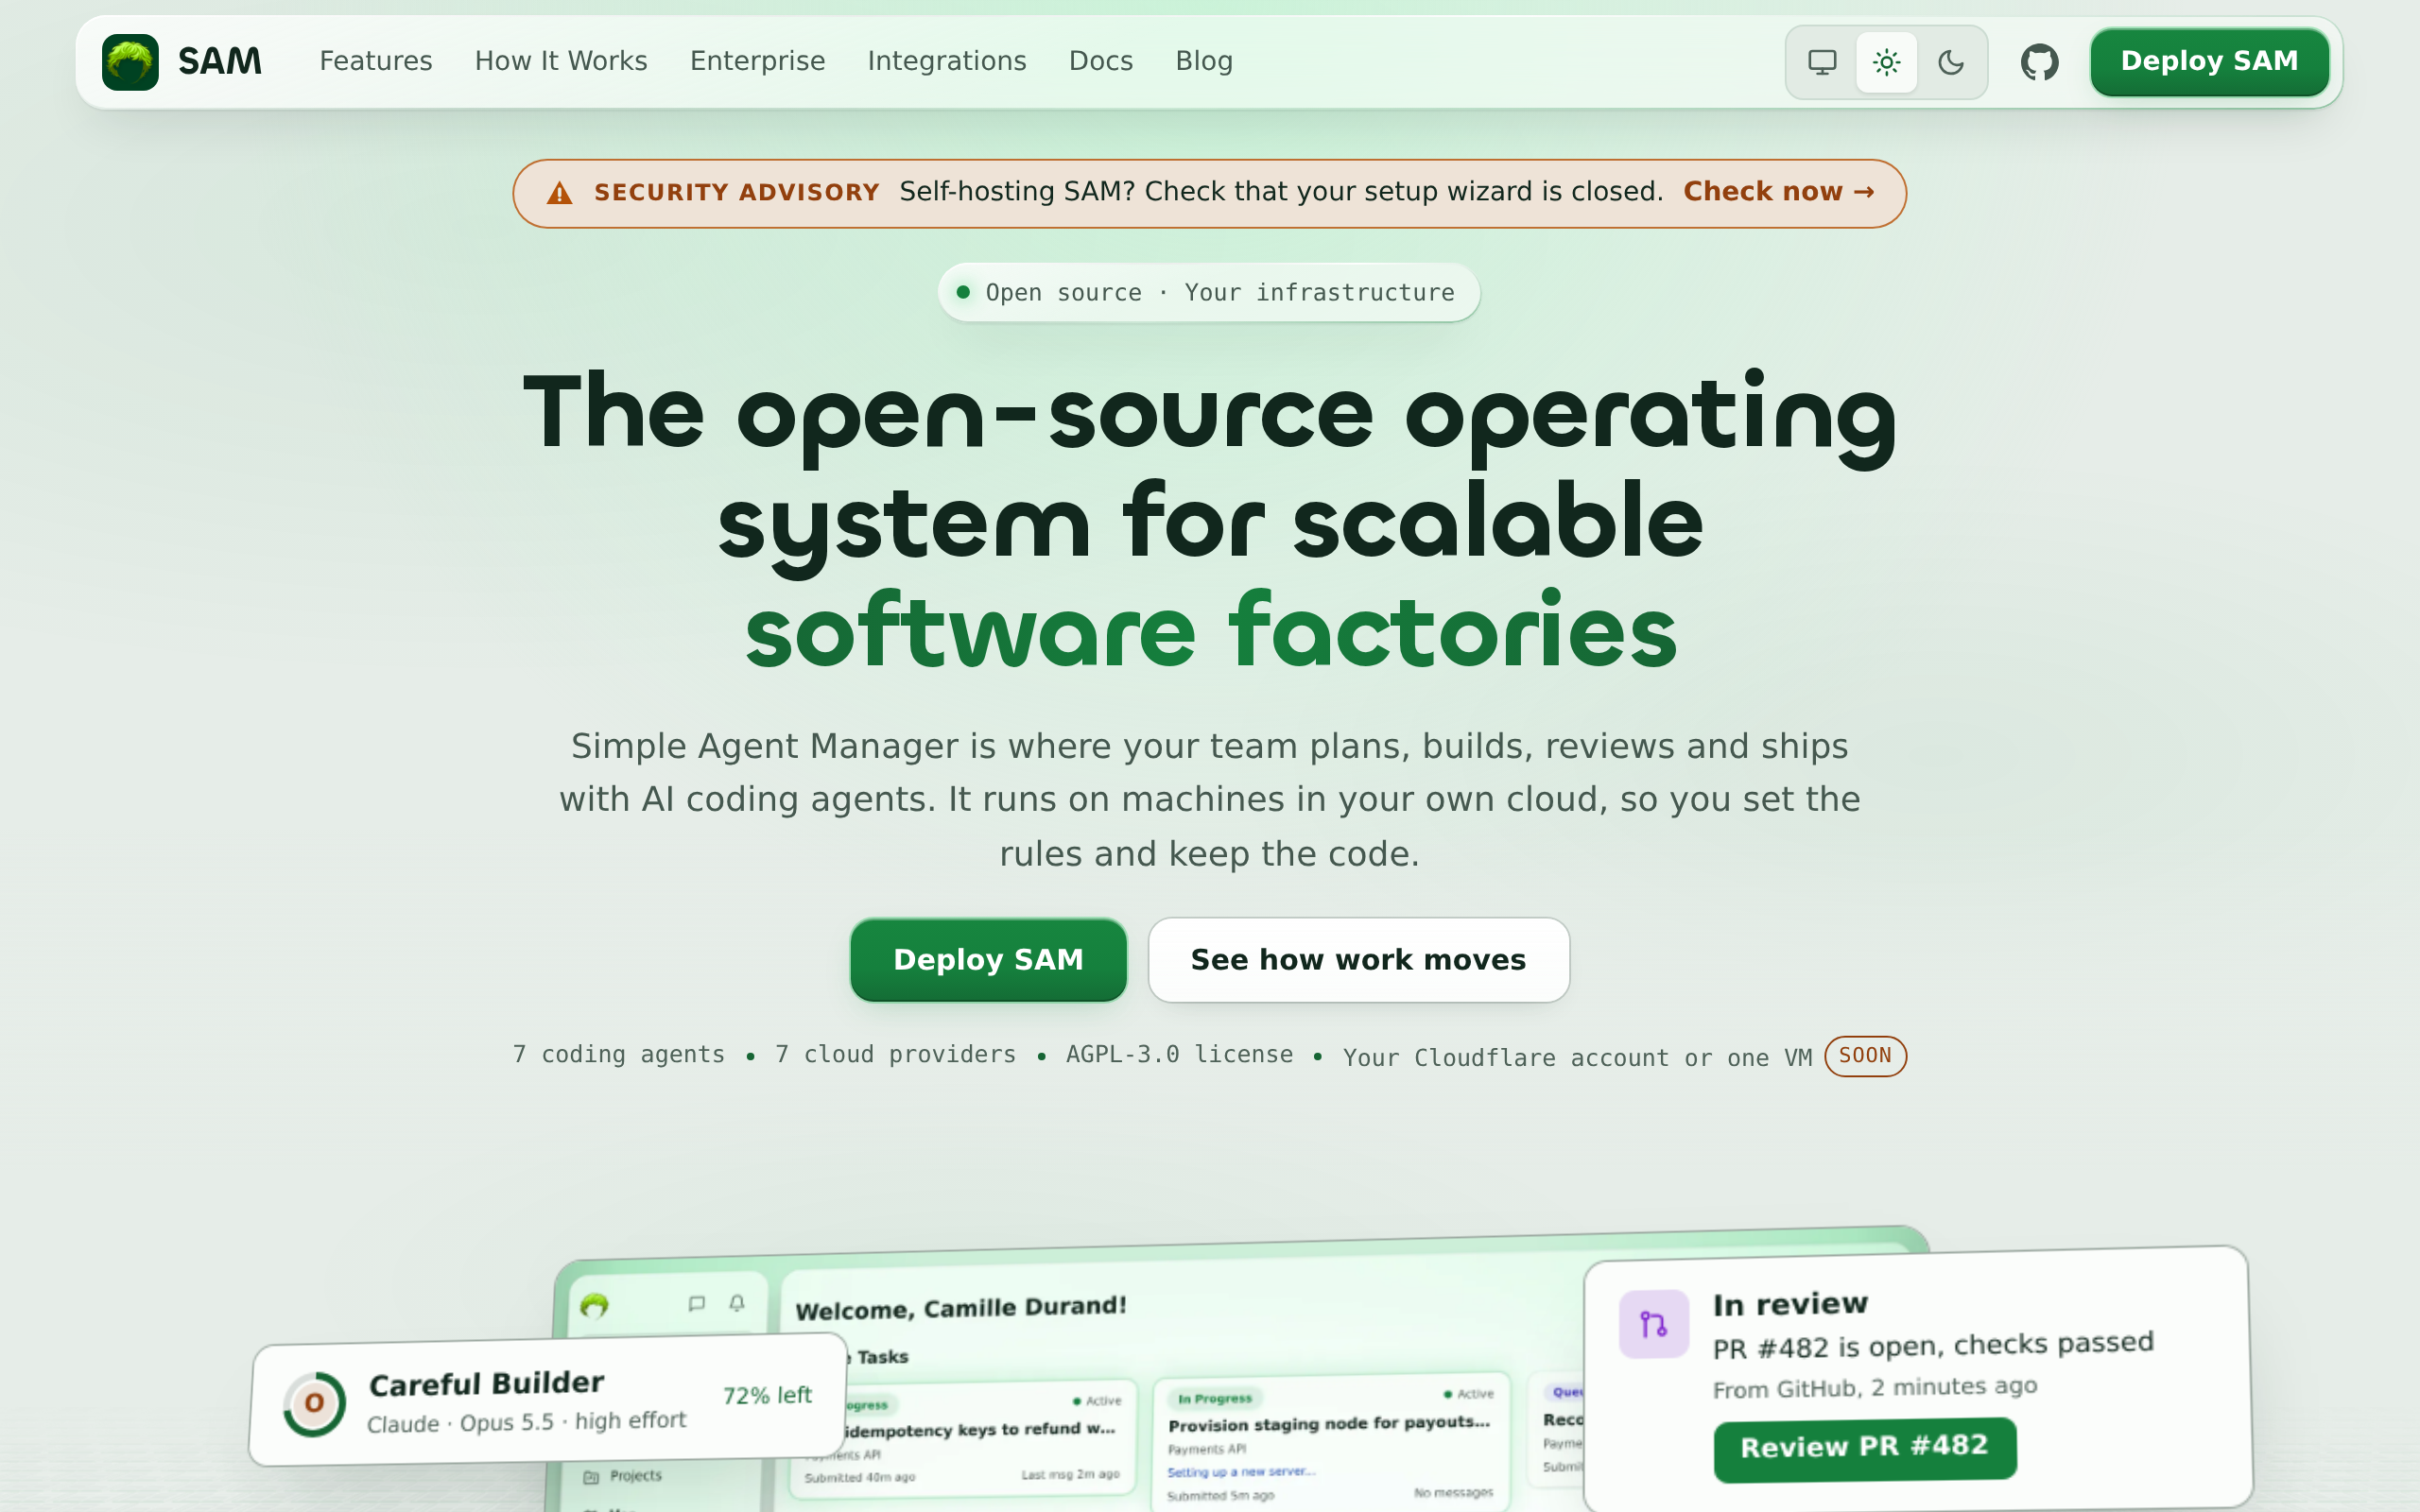 SAM
Features
How It Works
Enterprise
Integrations
Docs
Blog
Deploy SAM
SECURITY ADVISORY Self-hosting SAM? Check that your setup wizard is closed. Check now →
Open source · Your infrastructure
The open-source operating
system for scalable
software factories
Simple Agent Manager is where your team plans, builds, reviews and ships
with AI coding agents. It runs on machines in your own cloud, so you set the
rules and keep the code.
Deploy SAM
See how work moves
7 coding agents • 7 cloud providers • AGPL-3.0 license • Your Cloudflare account or one VM SOON
Welcome, Camille Durand!
Tasks
Active
idempotency keys to refund w...
Submitted 40m ago
Last msg 2m ago
In Progress
Active
Provision staging node for payouts...
Payments API
Setting up a new server...
Submitted 5m ago
No messages
Projects
O
Careful Builder
Claude · Opus 5.5 · high effort
72% left
In review
PR #482 is open, checks passed
From GitHub, 2 minutes ago
Review PR #482